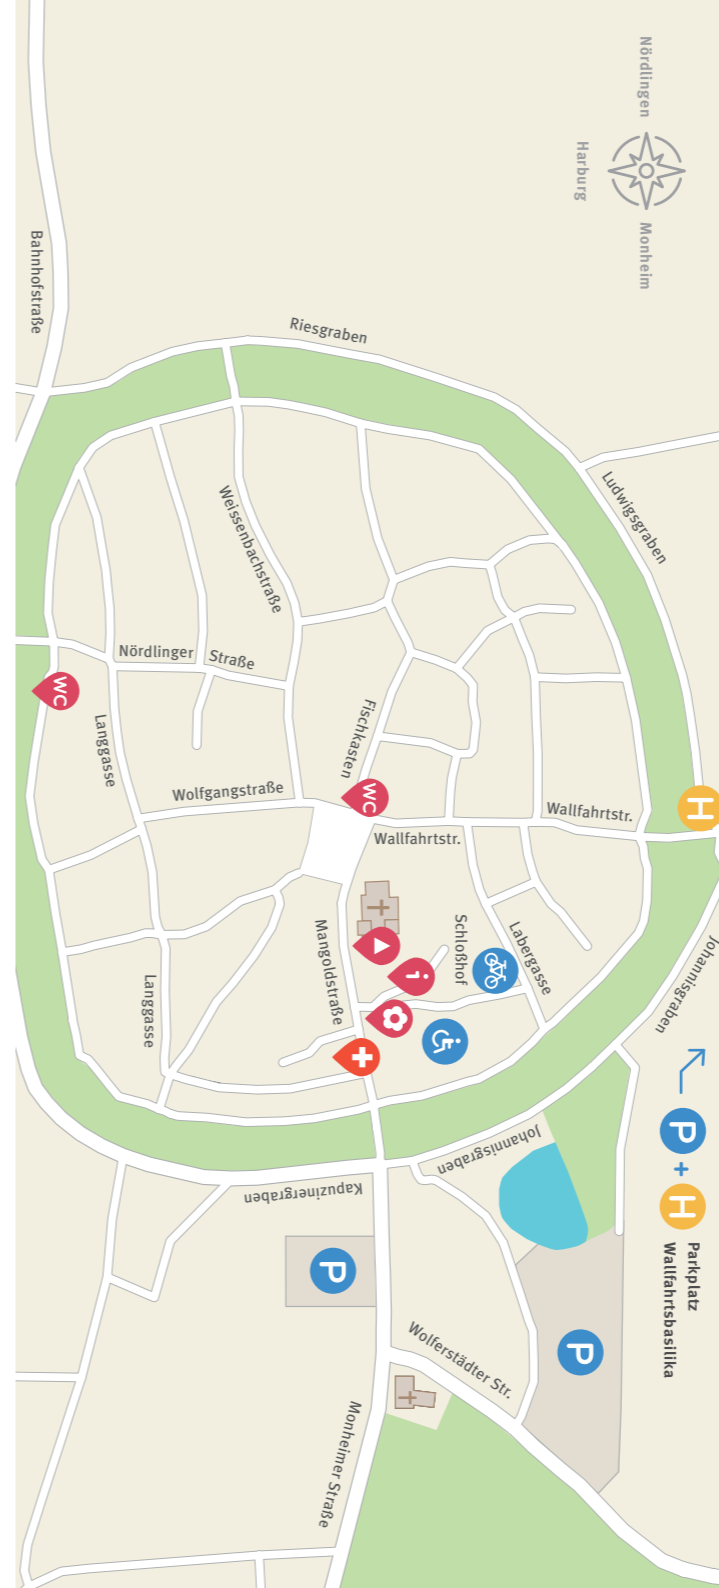 Nördlingen
Harburg
Monheim
Bahnhofstraße
Riesgraben
Ludwigsgraben
Weissenbachstraße
Nördlinger Straße
WC
Langgasse
Fischkasten
WC
Wolfgangstraße
Wallfahrtstr.
H
Wallfahrtstr.
Mangoldstraße
Schloßhof
Labergasse
Johannisgraben
i
Langgasse
P + H
Parkplatz
Wallfahrtsbasilika
Johannisgraben
Kapuzinergraben
P
P
Wolferstädter Str.
Monheimer Straße